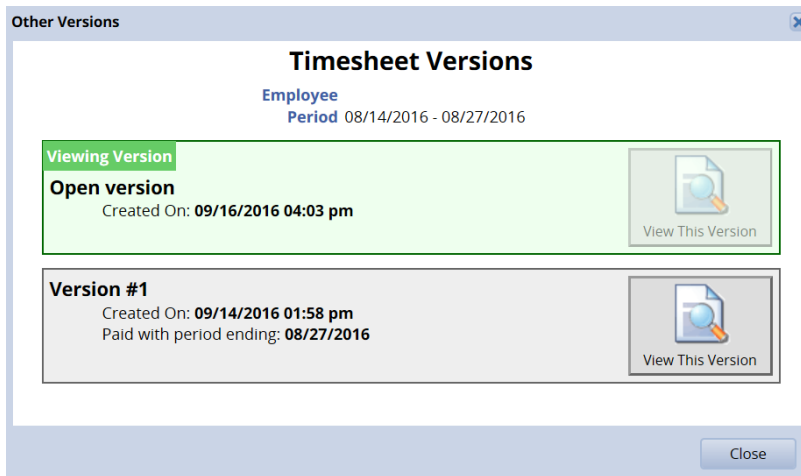 Other Versions
Timesheet Versions
Employee
Period 08/14/2016 - 08/27/2016
Viewing Version
Open version
Created On: 09/16/2016 04:03 pm
View This Version
Version #1
Created On: 09/14/2016 01:58 pm
Paid with period ending: 08/27/2016
View This Version
Close